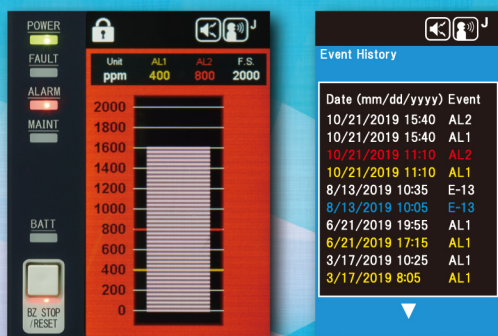 POWER
FAULT
ALARM
MAINT
BATT
BZ STOP
/RESET
J
Unit AL1 AL2 F.S.
ppm 400 800 2000
2000
1800
1600
1400
1200
1000
800
600
400
200
0
J
Event History
Date (mm/dd/yyyy) Event
10/21/2019 15:40 AL2
10/21/2019 15:40 AL1
10/21/2019 11:10 AL2
10/21/2019 11:10 AL1
8/13/2019 10:35 E-13
8/13/2019 10:05 E-13
6/21/2019 19:55 AL1
6/21/2019 17:15 AL1
3/17/2019 10:25 AL1
3/17/2019 8:05 AL1